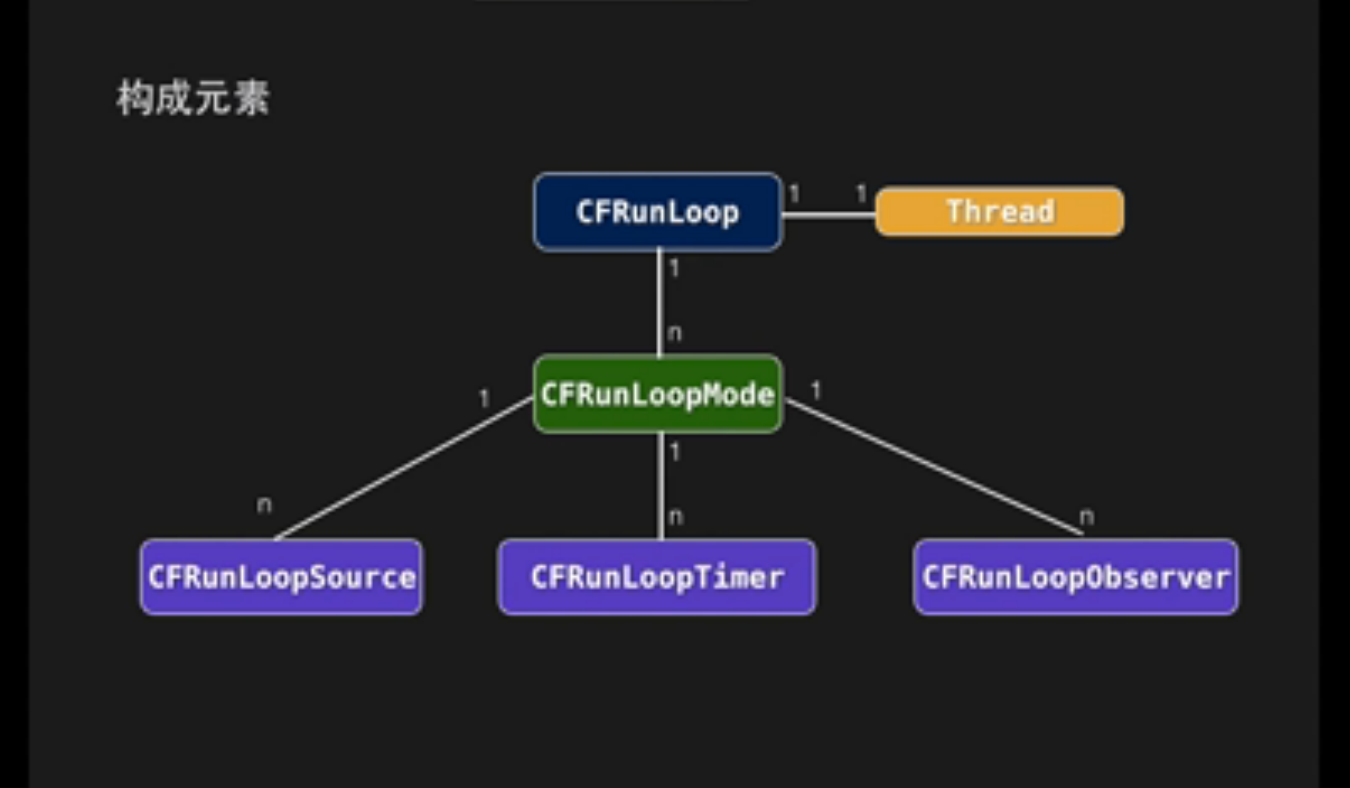 构成元素
CFRunLoop
1
1
Thread
1
n
CFRunLoopMode
1
1
1
n
n
n
CFRunLoopSource
CFRunLoopTimer
CFRunLoopObserver